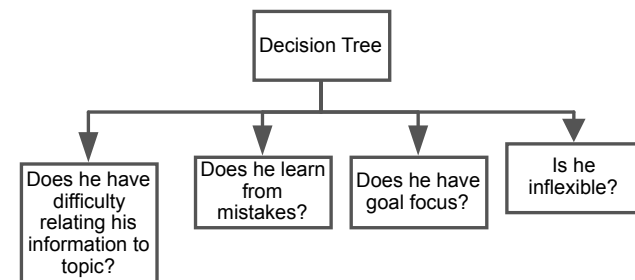 Decision Tree
Does he have
difficulty
relating his
information to
topic?
Does he learn
from
mistakes?
Does he have
goal focus?
Is he
inflexible?